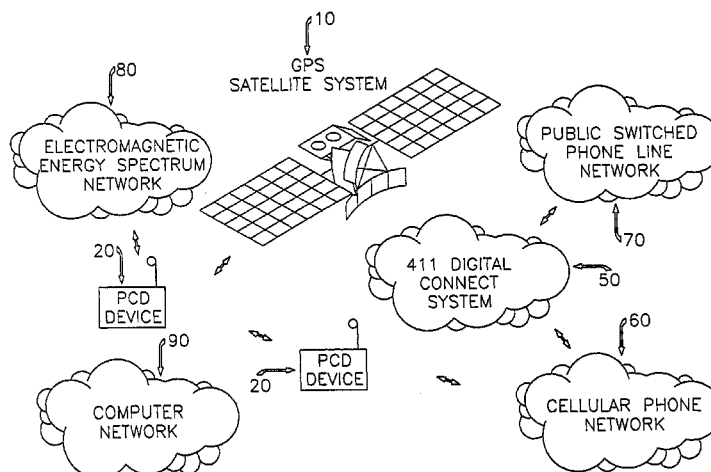 10
GPS
SATELLITE SYSTEM
80
ELECTROMAGNETIC
ENERGY SPECTRUM
NETWORK
PUBLIC SWITCHED
PHONE LINE
NETWORK
70
20
PCD
DEVICE
411 DIGITAL
CONNECT
SYSTEM
50
90
COMPUTER
NETWORK
20
PCD
DEVICE
60
CELLULAR PHONE
NETWORK